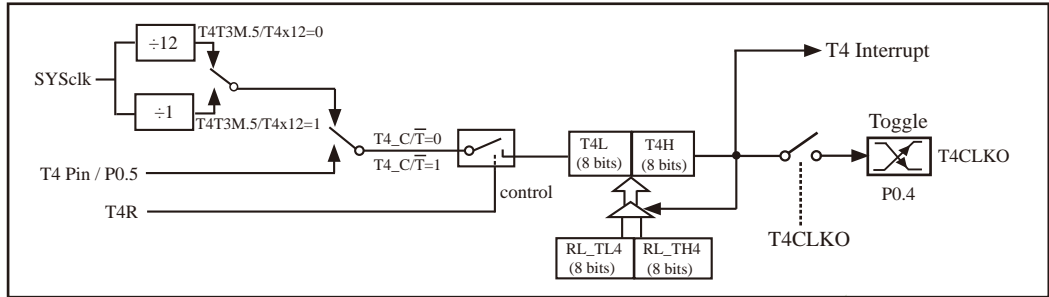 T4T3M.5/T4x12=0
÷12
T4 Interrupt
SYSclk
÷1
T4T3M.5/T4x12=1
Toggle
T4_C/T̅=0
T4L
(8 bits)
T4H
(8 bits)
T4CLKO
T4_C/T̅=1
T4 Pin / P0.5
control
P0.4
T4R
T4CLKO
RL_TL4
(8 bits)
RL_TH4
(8 bits)